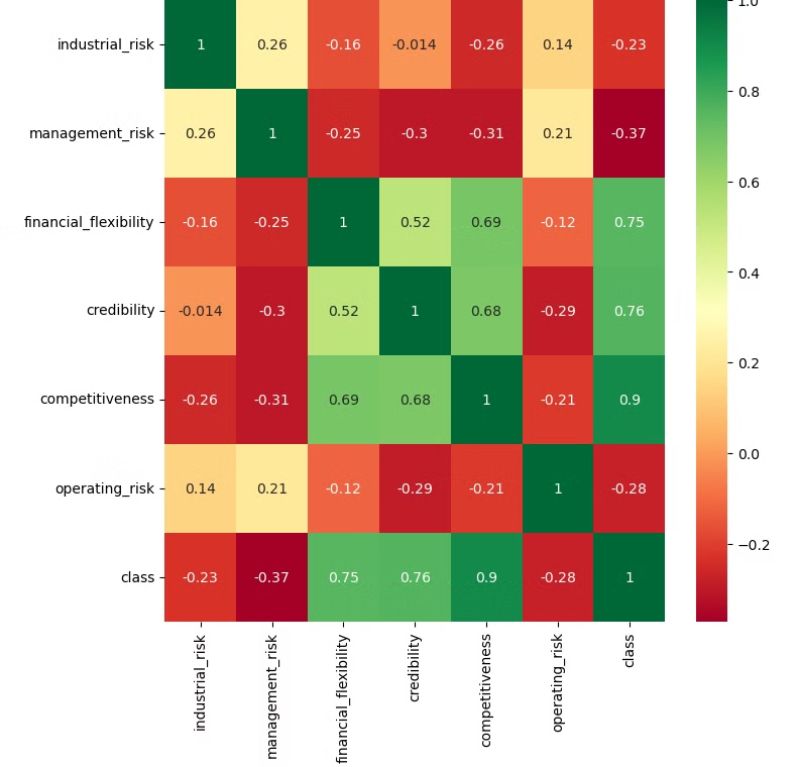 industrial_risk 1 0.26 -0.16 -0.014 -0.26 0.14 -0.23
management_risk 0.26 1 -0.25 -0.3 -0.31 0.21 -0.37
financial_flexibility -0.16 -0.25 1 0.52 0.69 -0.12 0.75
credibility -0.014 -0.3 0.52 1 0.68 -0.29 0.76
competitiveness -0.26 -0.31 0.69 0.68 1 -0.21 0.9
operating_risk 0.14 0.21 -0.12 -0.29 -0.21 1 -0.28
class -0.23 -0.37 0.75 0.76 0.9 -0.28 1
industrial_risk
management_risk
financial_flexibility
credibility
competitiveness
operating_risk
class
1.0
0.8
0.6
0.4
0.2
0.0
−0.2